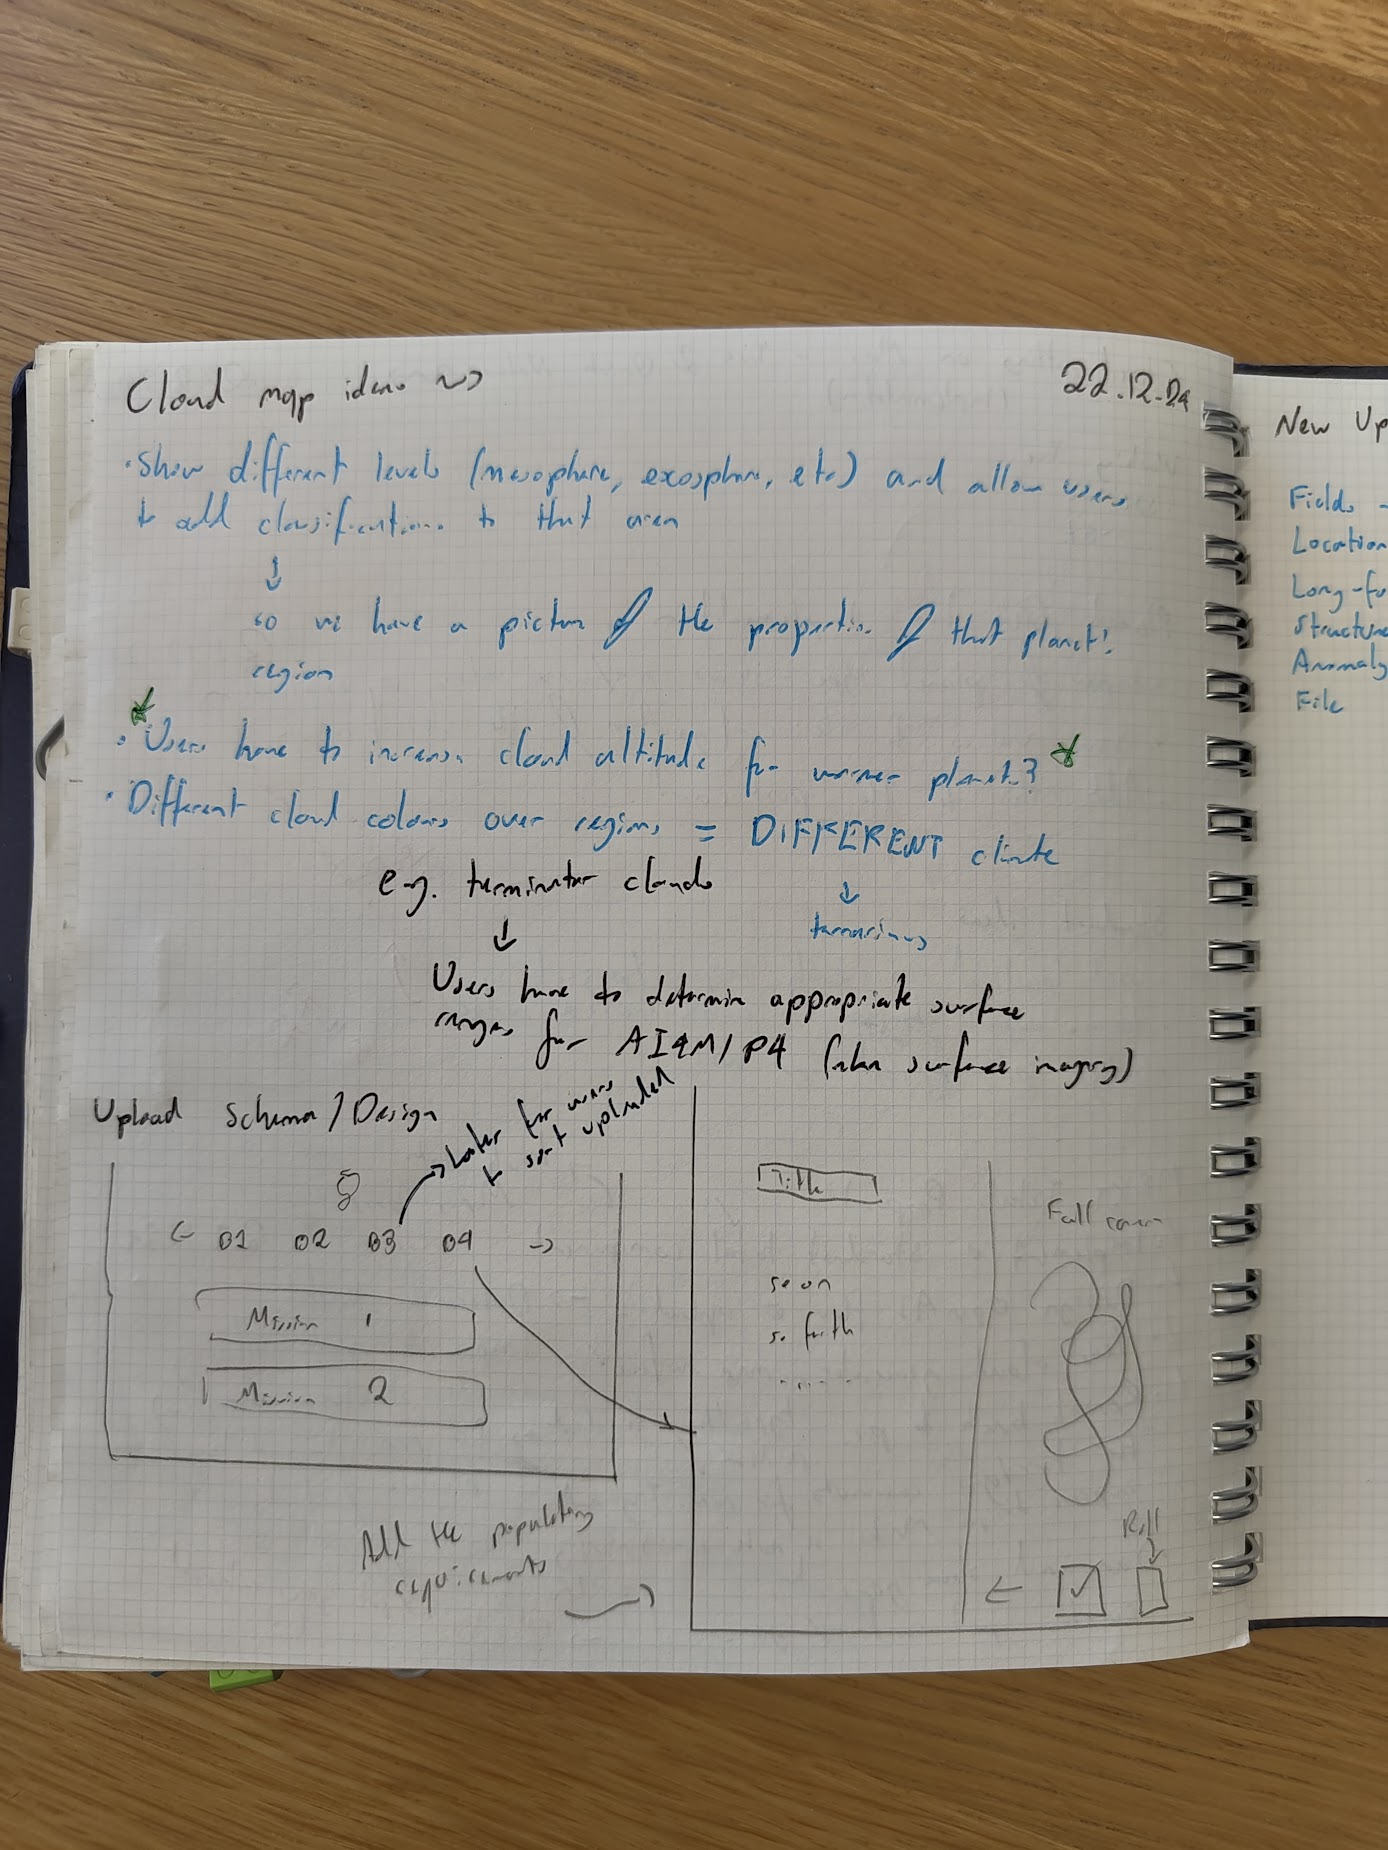 Cloud map ideas ~>
22.12.24
• Show different levels (mesosphere, exosphere, etc) and allow users
to add classifications to that area
↓
so we have a picture of the properties of that planet!
region
• Users have to increase cloud altitude for warmer planets?
• Different cloud colours over regions = DIFFERENT climate
e.g. terminator clouds
↓
↓
terrariums
Users have to determine appropriate surface
ranges for AI4M/P4 (when surface imagery)
Upload Schema/Design
→ Later for users
to sort uploaded
← 01 02 03 04 →
Mission 1
Mission 2
Add the populating
requirements
Title
so on
so forth
.....
Full
←
New Up
Fields -
Location
Long-fo
Structure
Anomaly
File